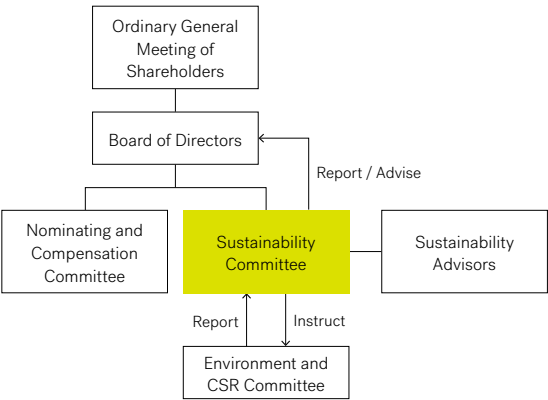 Ordinary General
Meeting of
Shareholders
Board of Directors
Report / Advise
Nominating and
Compensation
Committee
Sustainability
Committee
Sustainability
Advisors
Report
Instruct
Environment and
CSR Committee